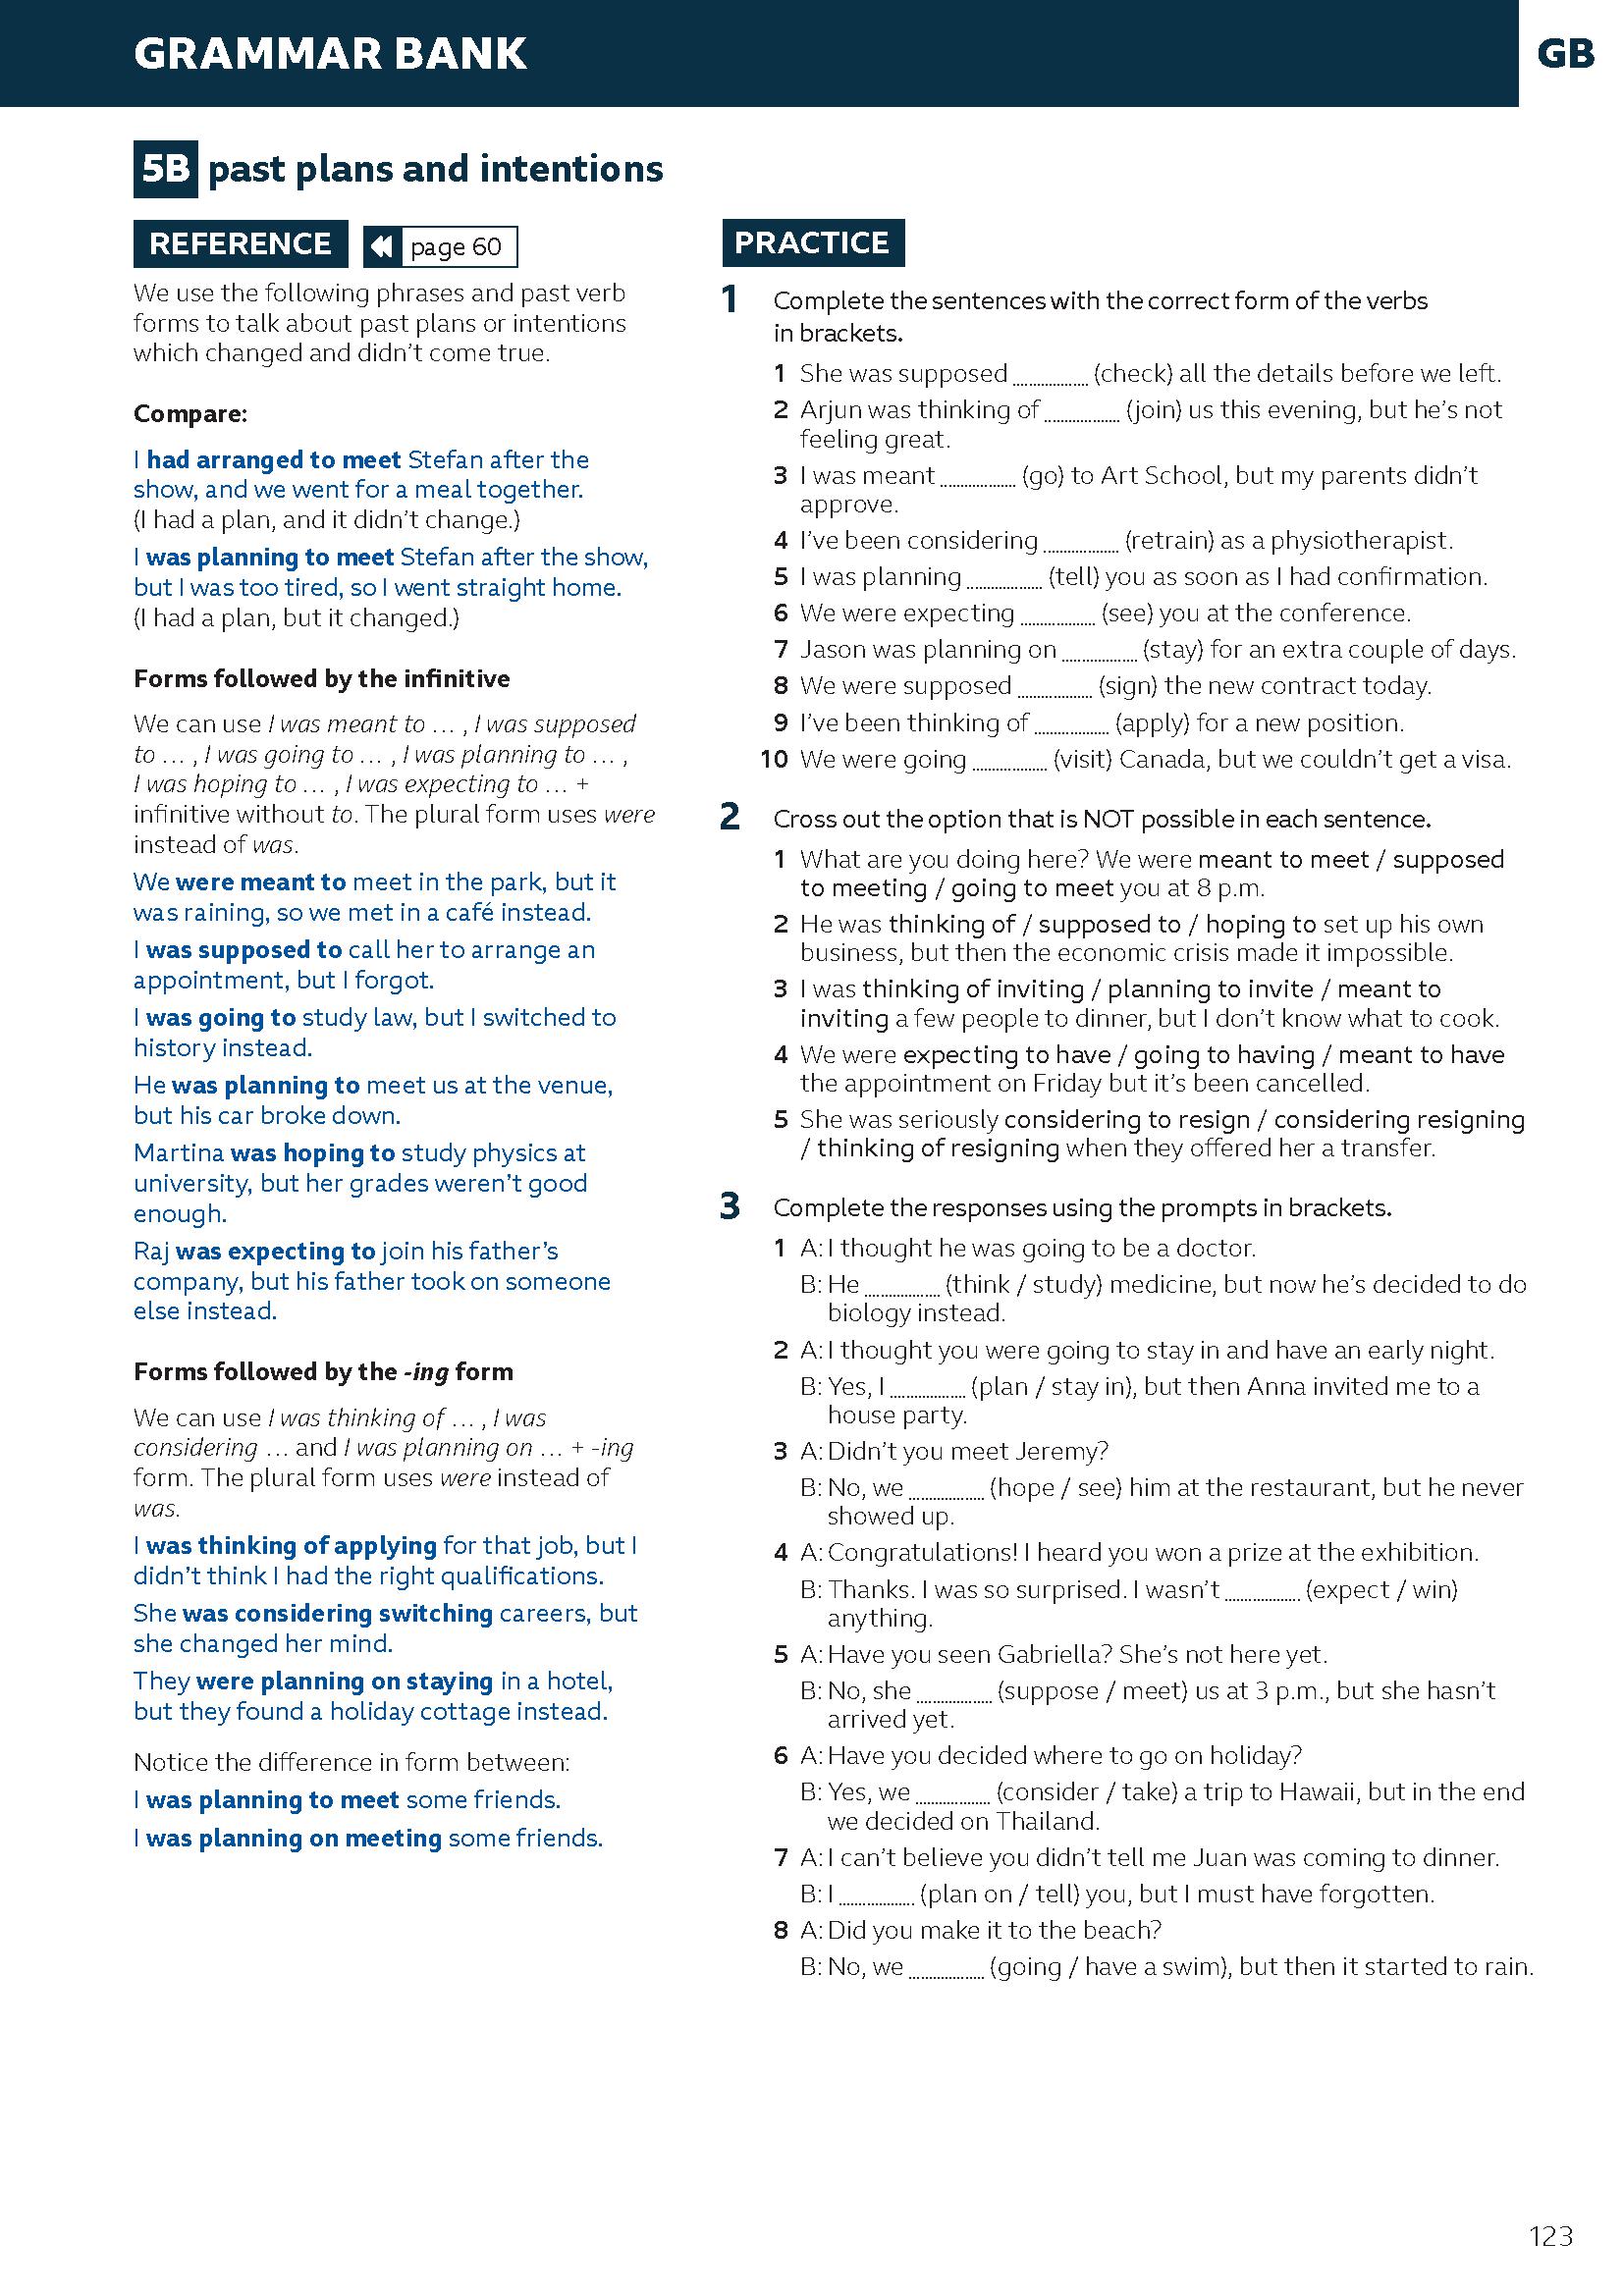 GRAMMAR BANK
GB
5B past plans and intentions
REFERENCE page 60
We use the following phrases and past verb
forms to talk about past plans or intentions
which changed and didn't come true.
Compare:
I had arranged to meet Stefan after the
show, and we went for a meal together.
(I had a plan, and it didn't change.)
I was planning to meet Stefan after the show,
but I was too tired, so I went straight home.
(I had a plan, but it changed.)
Forms followed by the infinitive
We can use I was meant to … , I was supposed
to … , I was going to … , I was planning to … ,
I was hoping to … , I was expecting to … +
infinitive without to. The plural form uses were
instead of was.
We were meant to meet in the park, but it
was raining, so we met in a café instead.
I was supposed to call her to arrange an
appointment, but I forgot.
I was going to study law, but I switched to
history instead.
He was planning to meet us at the venue,
but his car broke down.
Martina was hoping to study physics at
university, but her grades weren't good
enough.
Raj was expecting to join his father's
company, but his father took on someone
else instead.
Forms followed by the -ing form
We can use I was thinking of … , I was
considering … and I was planning on … + -ing
form. The plural form uses were instead of
was.
I was thinking of applying for that job, but I
didn't think I had the right qualifications.
She was considering switching careers, but
she changed her mind.
They were planning on staying in a hotel,
but they found a holiday cottage instead.
Notice the difference in form between:
I was planning to meet some friends.
I was planning on meeting some friends.
PRACTICE
1 Complete the sentences with the correct form of the verbs
in brackets.
1 She was supposed ........ (check) all the details before we left.
2 Arjun was thinking of ........ (join) us this evening, but he's not
feeling great.
3 I was meant ........ (go) to Art School, but my parents didn't
approve.
4 I've been considering ........ (retrain) as a physiotherapist.
5 I was planning ........ (tell) you as soon as I had confirmation.
6 We were expecting ........ (see) you at the conference.
7 Jason was planning on ........ (stay) for an extra couple of days.
8 We were supposed ........ (sign) the new contract today.
9 I've been thinking of ........ (apply) for a new position.
10 We were going ........ (visit) Canada, but we couldn't get a visa.
2 Cross out the option that is NOT possible in each sentence.
1 What are you doing here? We were meant to meet / supposed
to meeting / going to meet you at 8 p.m.
2 He was thinking of / supposed to / hoping to set up his own
business, but then the economic crisis made it impossible.
3 I was thinking of inviting / planning to invite / meant to
inviting a few people to dinner, but I don't know what to cook.
4 We were expecting to have / going to having / meant to have
the appointment on Friday but it's been cancelled.
5 She was seriously considering to resign / considering resigning
/ thinking of resigning when they offered her a transfer.
3 Complete the responses using the prompts in brackets.
1 A: I thought he was going to be a doctor.
B: He ........ (think / study) medicine, but now he's decided to do
biology instead.
2 A: I thought you were going to stay in and have an early night.
B: Yes, I ........ (plan / stay in), but then Anna invited me to a
house party.
3 A: Didn't you meet Jeremy?
B: No, we ........ (hope / see) him at the restaurant, but he never
showed up.
4 A: Congratulations! I heard you won a prize at the exhibition.
B: Thanks. I was so surprised. I wasn't ........ (expect / win)
anything.
5 A: Have you seen Gabriella? She's not here yet.
B: No, she ........ (suppose / meet) us at 3 p.m., but she hasn't
arrived yet.
6 A: Have you decided where to go on holiday?
B: Yes, we ........ (consider / take) a trip to Hawaii, but in the end
we decided on Thailand.
7 A: I can't believe you didn't tell me Juan was coming to dinner.
B: I ........ (plan on / tell) you, but I must have forgotten.
8 A: Did you make it to the beach?
B: No, we ........ (going / have a swim), but then it started to rain.
123